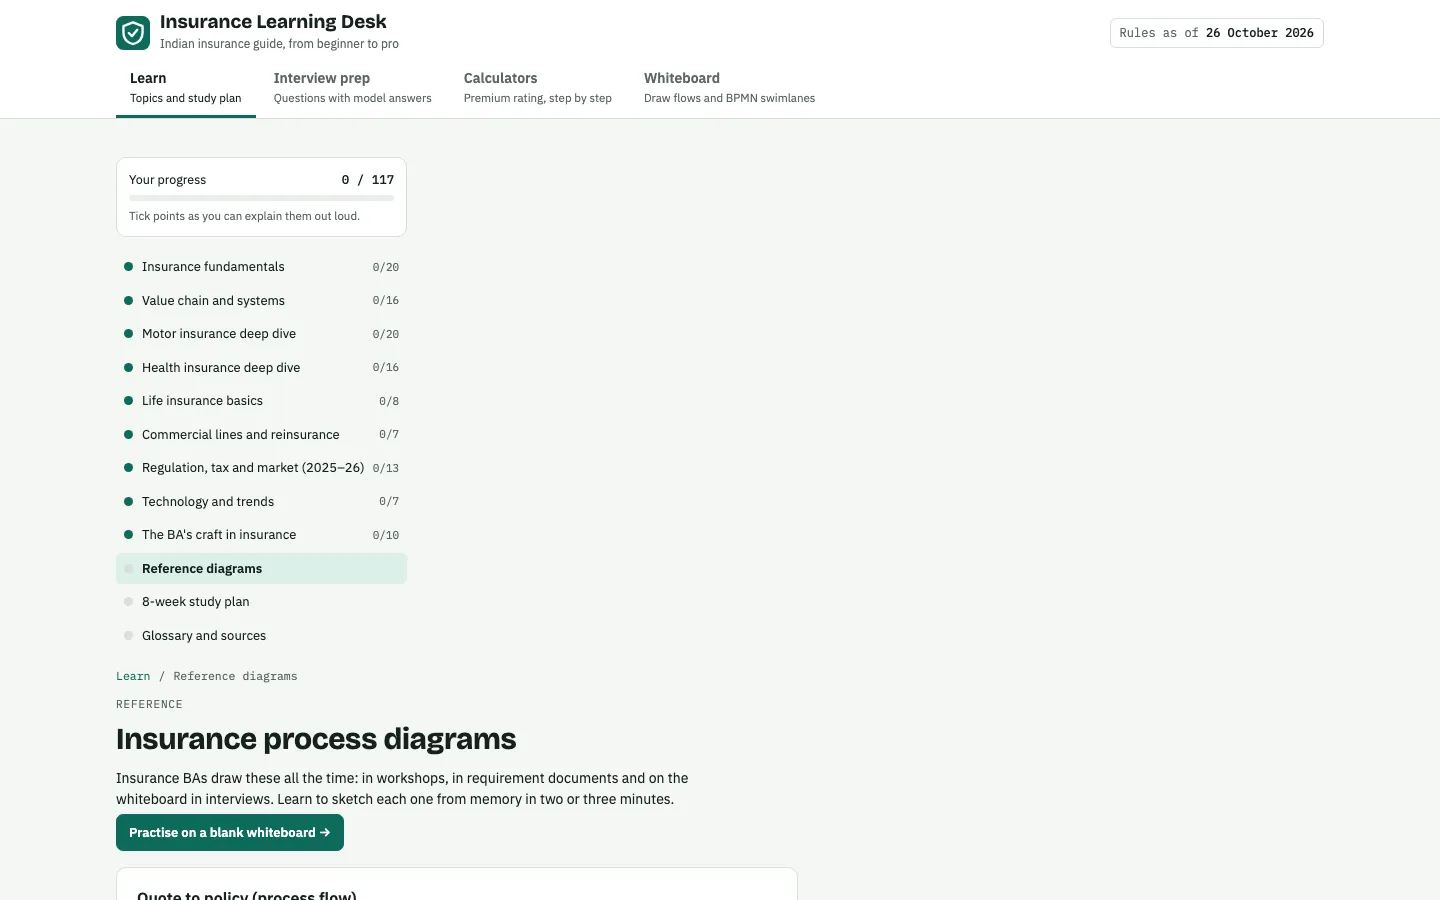 Insurance Learning Desk
Indian insurance guide, from beginner to pro
Rules as of 26 October 2026
Learn
Topics and study plan
Interview prep
Questions with model answers
Calculators
Premium rating, step by step
Whiteboard
Draw flows and BPMN swimlanes
Your progress 0 / 117
Tick points as you can explain them out loud.
Insurance fundamentals 0/20
Value chain and systems 0/16
Motor insurance deep dive 0/20
Health insurance deep dive 0/16
Life insurance basics 0/8
Commercial lines and reinsurance 0/7
Regulation, tax and market (2025–26) 0/13
Technology and trends 0/7
The BA's craft in insurance 0/10
Reference diagrams
8-week study plan
Glossary and sources
Learn / Reference diagrams
REFERENCE
Insurance process diagrams
Insurance BAs draw these all the time: in workshops, in requirement documents and on the
whiteboard in interviews. Learn to sketch each one from memory in two or three minutes.
Practise on a blank whiteboard →
Quote to policy (process flow)